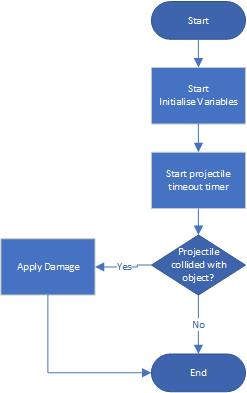 Start
Start
Initialise Variables
Start projectile
timeout timer
Projectile
collided with
object?
Yes
Apply Damage
No
End